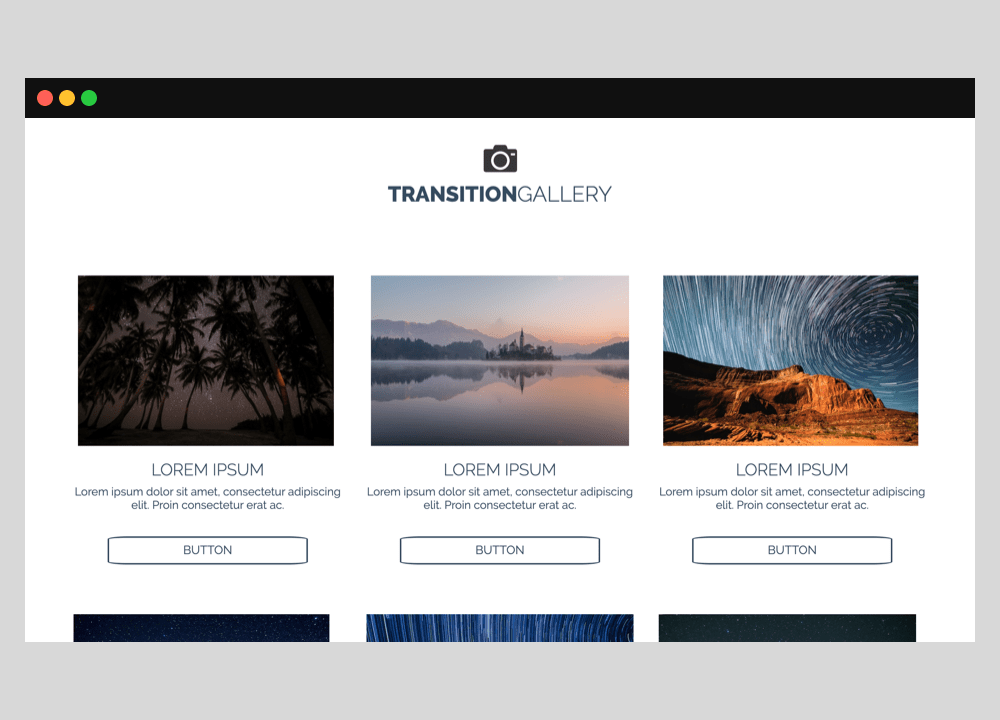 TRANSITIONGALLERY
LOREM IPSUM
Lorem ipsum dolor sit amet, consectetur adipiscing
elit. Proin consectetur erat ac.
BUTTON
LOREM IPSUM
Lorem ipsum dolor sit amet, consectetur adipiscing
elit. Proin consectetur erat ac.
BUTTON
LOREM IPSUM
Lorem ipsum dolor sit amet, consectetur adipiscing
elit. Proin consectetur erat ac.
BUTTON